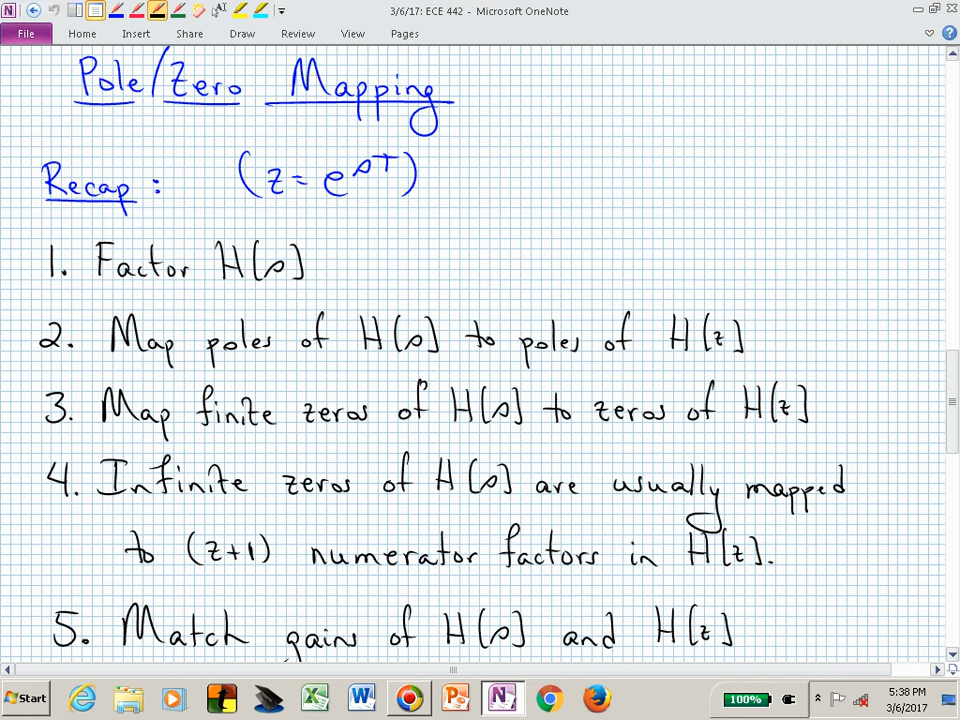 3/6/17: ECE 442 - Microsoft OneNote
File Home Insert Share Draw Review View Pages
Pole/Zero Mapping
Recap: (z = e^sT)
1. Factor H(s)
2. Map poles of H(s) to poles of H(z)
3. Map finite zeros of H(s) to zeros of H(z)
4. Infinite zeros of H(s) are usually mapped
to (z+1) numerator factors in H(z).
5. Match gains of H(s) and H(z)
Start 100% 5:38 PM
3/6/2017